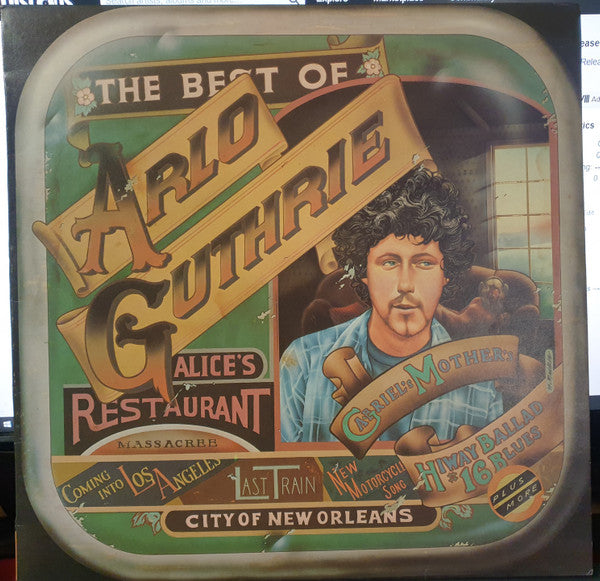 THE BEST OF
ARLO
GUTHRIE
ALICE'S
RESTAURANT
MASSACREE
GABRIEL'S MOTHER'S
HIWAY BALLAD
#16 BLUES
COMING
INTO LOS
ANGELES
LAST TRAIN
NEW
MOTORCYCLE
SONG
PLUS
MORE
CITY OF NEW ORLEANS